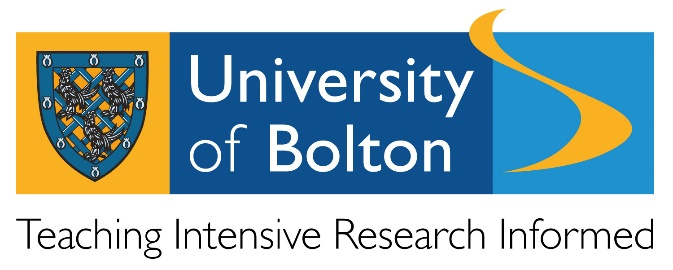 University
of Bolton
Teaching Intensive Research Informed